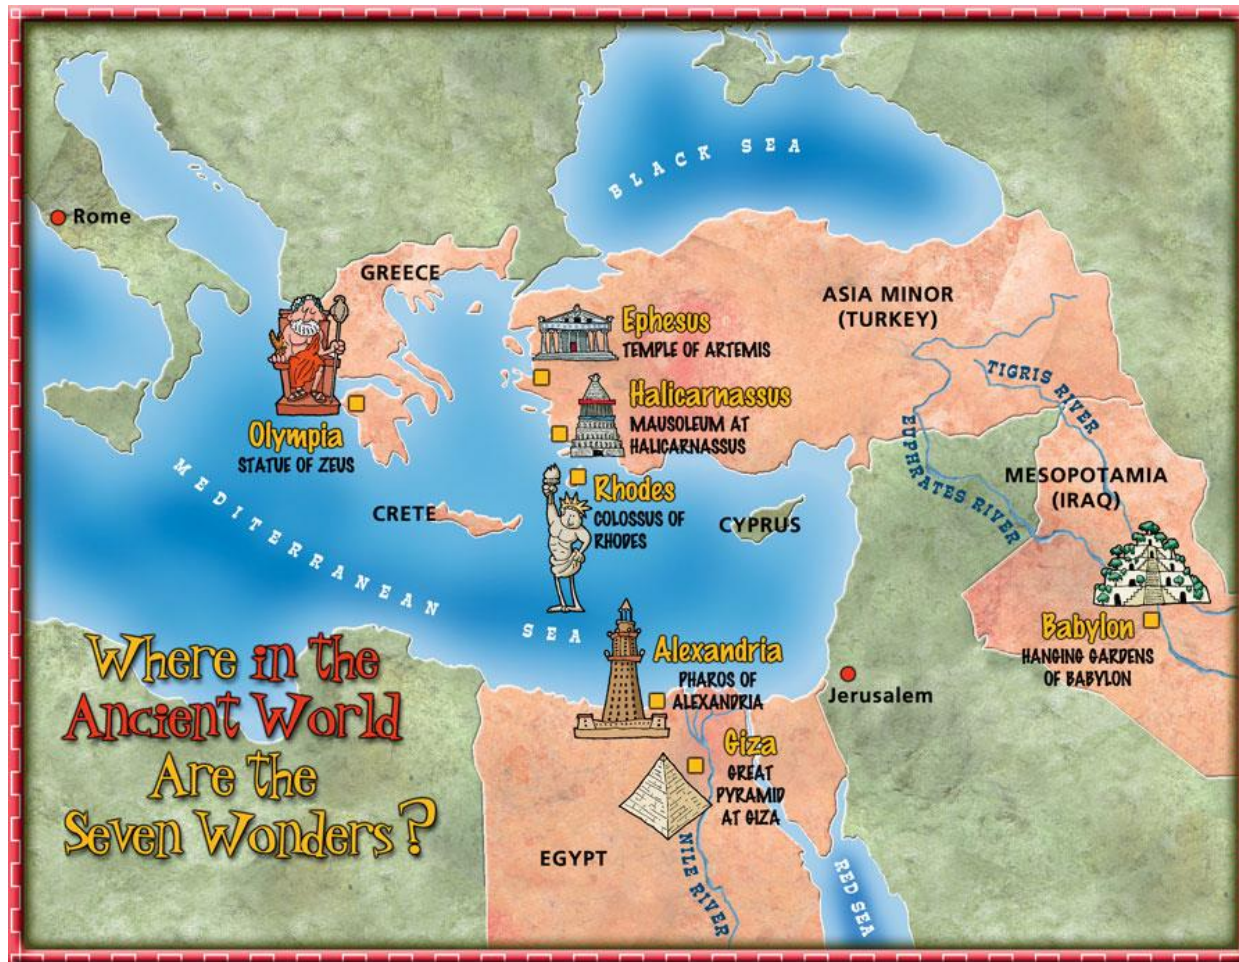 BLACK SEA
Rome
GREECE
ASIA MINOR
(TURKEY)
Ephesus
TEMPLE OF ARTEMIS
TIGRIS RIVER
Halicarnassus
MAUSOLEUM AT
HALICARNASSUS
EUPHRATES RIVER
Olympia
STATUE OF ZEUS
MESOPOTAMIA
(IRAQ)
MEDITERRANEAN
SEA
CRETE
Rhodes
COLOSSUS OF
RHODES
CYPRUS
Babylon
HANGING GARDENS
OF BABYLON
Alexandria
PHAROS OF
ALEXANDRIA
Jerusalem
Where in the
Ancient World
Are the
Seven Wonders?
Giza
GREAT
PYRAMID
AT GIZA
EGYPT
NILE RIVER
RED SEA